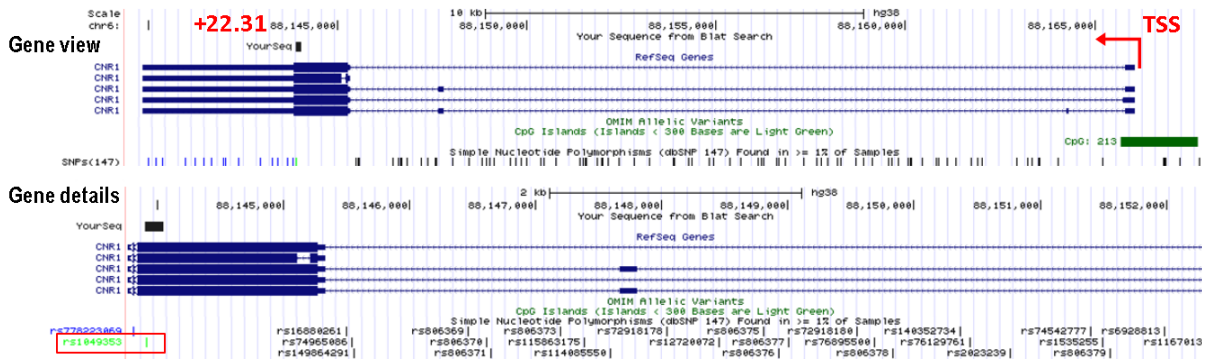 Scale 10 kb hg38
chr6: +22.31 88,145,000 88,150,000 88,155,000 88,160,000 88,165,000 TSS
Your Sequence from Blat Search
Gene view YourSeq
RefSeq Genes
CNR1
CNR1
CNR1
CNR1
CNR1
OMIM Allelic Variants
CpG Islands (Islands < 300 Bases are Light Green)
CpG: 213
Simple Nucleotide Polymorphisms (dbSNP 147) Found in >= 1% of Samples
SNPs(147)
Gene details 2 kb hg38
88,145,000 88,146,000 88,147,000 88,148,000 88,149,000 88,150,000 88,151,000 88,152,000
Your Sequence from Blat Search
YourSeq
RefSeq Genes
CNR1
CNR1
CNR1
CNR1
CNR1
OMIM Allelic Variants
CpG Islands (Islands < 300 Bases are Light Green)
Simple Nucleotide Polymorphisms (dbSNP 147) Found in >= 1% of Samples
rs778223069 rs16880261 rs806369 rs806373 rs72918178 rs806375 rs72918180 rs140352734 rs74542777 rs6928813
rs1049353 rs74965086 rs806370 rs115863175 rs12720072 rs806377 rs76895500 rs76129761 rs1535255 rs1167013
rs149864291 rs806371 rs114085550 rs806376 rs806378 rs2023239 rs806379